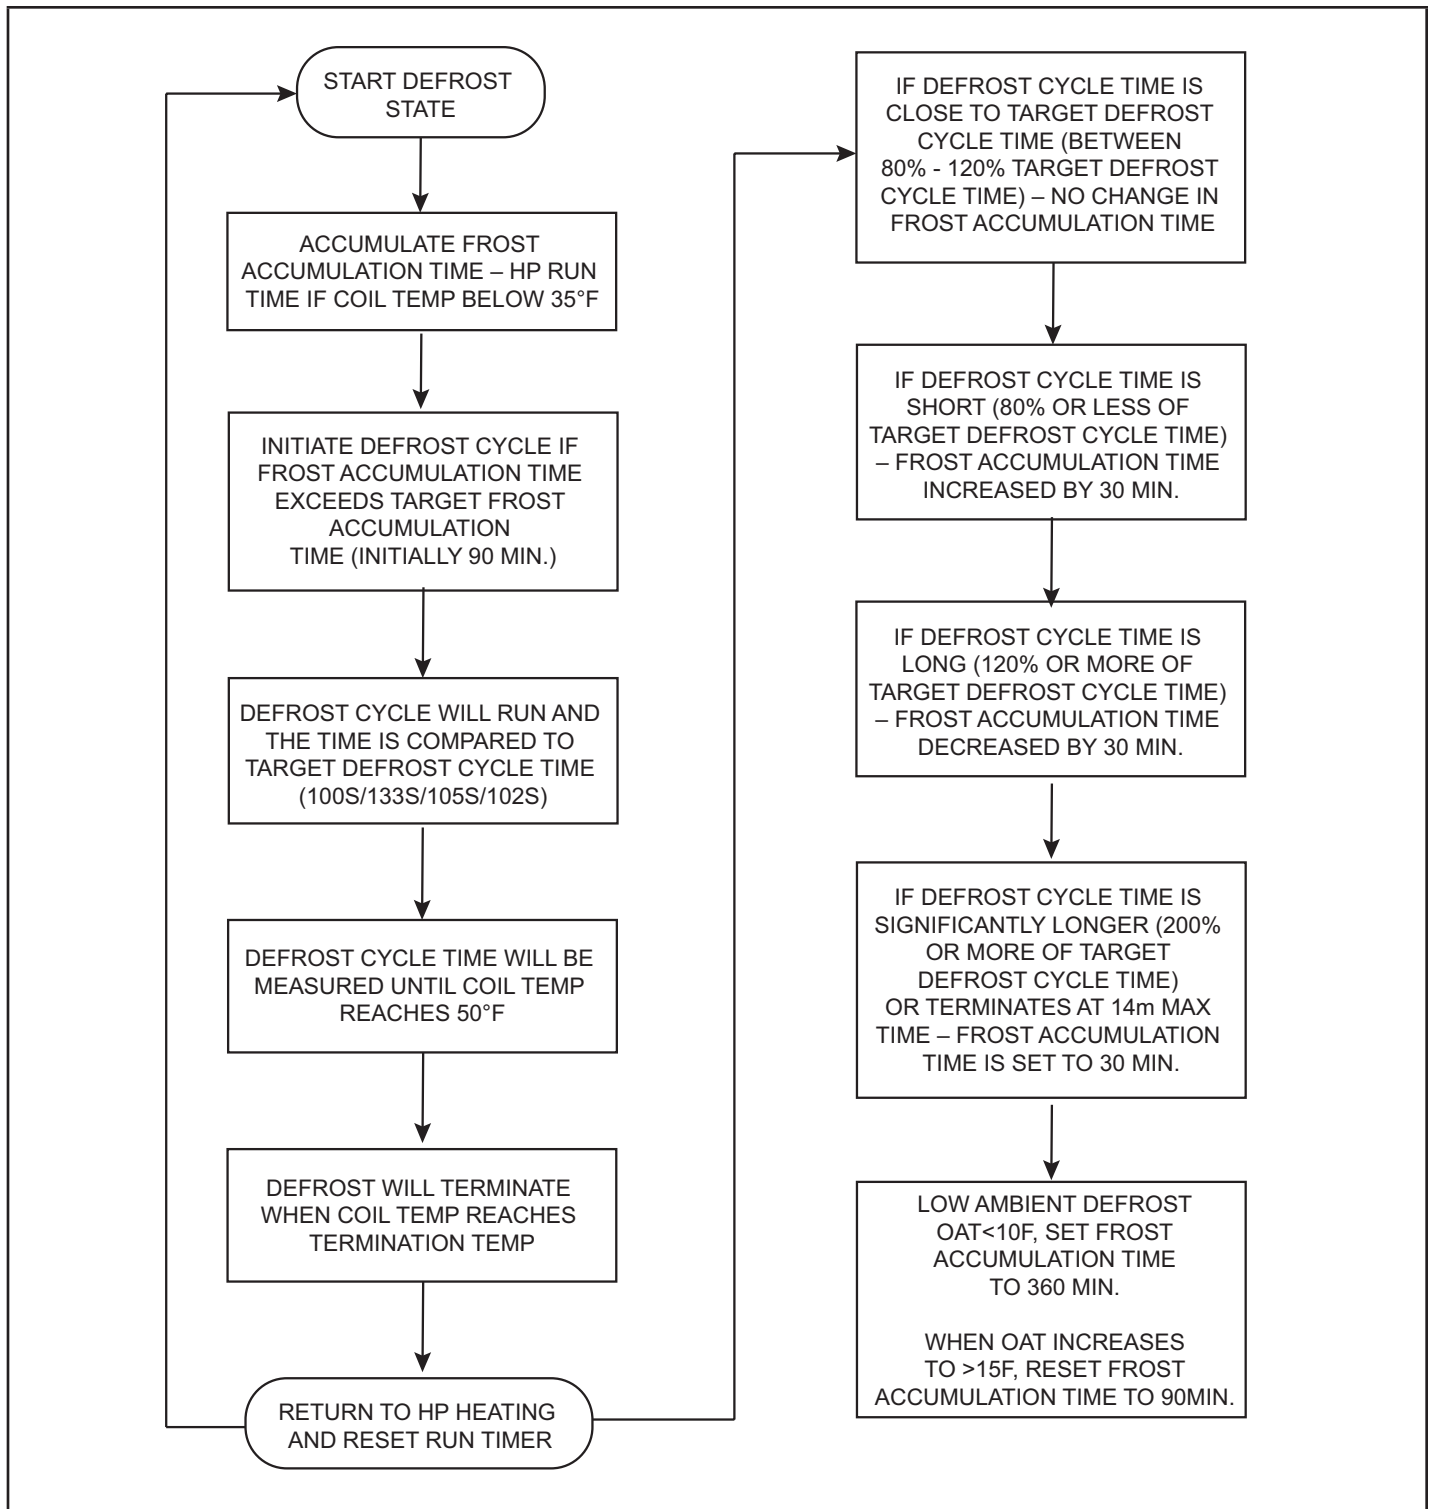 START DEFROST
STATE
ACCUMULATE FROST
ACCUMULATION TIME – HP RUN
TIME IF COIL TEMP BELOW 35°F
INITIATE DEFROST CYCLE IF
FROST ACCUMULATION TIME
EXCEEDS TARGET FROST
ACCUMULATION
TIME (INITIALLY 90 MIN.)
DEFROST CYCLE WILL RUN AND
THE TIME IS COMPARED TO
TARGET DEFROST CYCLE TIME
(100S/133S/105S/102S)
DEFROST CYCLE TIME WILL BE
MEASURED UNTIL COIL TEMP
REACHES 50°F
DEFROST WILL TERMINATE
WHEN COIL TEMP REACHES
TERMINATION TEMP
RETURN TO HP HEATING
AND RESET RUN TIMER
IF DEFROST CYCLE TIME IS
CLOSE TO TARGET DEFROST
CYCLE TIME (BETWEEN
80% - 120% TARGET DEFROST
CYCLE TIME) – NO CHANGE IN
FROST ACCUMULATION TIME
IF DEFROST CYCLE TIME IS
SHORT (80% OR LESS OF
TARGET DEFROST CYCLE TIME)
– FROST ACCUMULATION TIME
INCREASED BY 30 MIN.
IF DEFROST CYCLE TIME IS
LONG (120% OR MORE OF
TARGET DEFROST CYCLE TIME)
– FROST ACCUMULATION TIME
DECREASED BY 30 MIN.
IF DEFROST CYCLE TIME IS
SIGNIFICANTLY LONGER (200%
OR MORE OF TARGET
DEFROST CYCLE TIME)
OR TERMINATES AT 14m MAX
TIME – FROST ACCUMULATION
TIME IS SET TO 30 MIN.
LOW AMBIENT DEFROST
OAT<10F, SET FROST
ACCUMULATION TIME
TO 360 MIN.
WHEN OAT INCREASES
TO >15F, RESET FROST
ACCUMULATION TIME TO 90MIN.